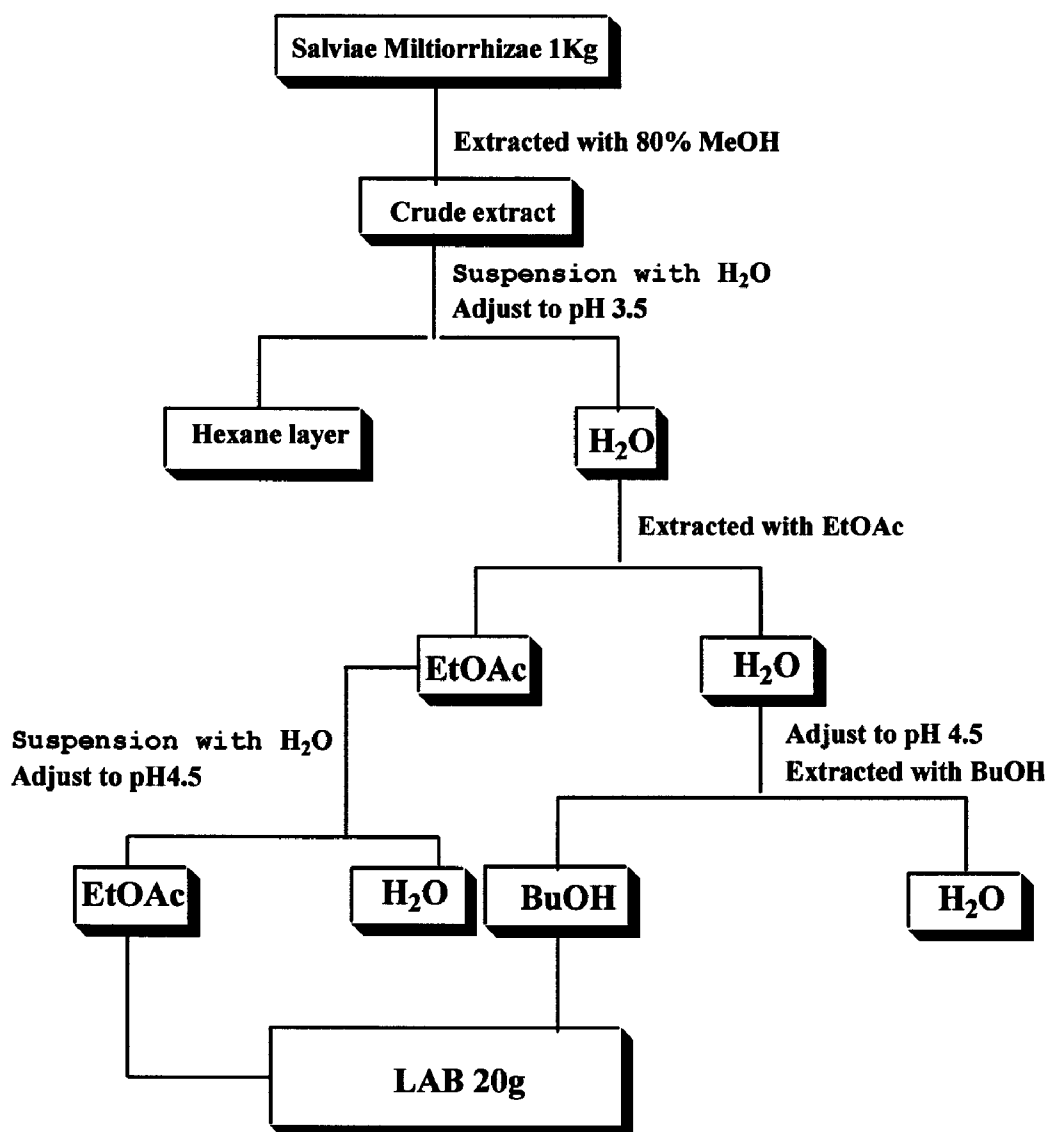 Salviae Miltiorrhizae 1Kg
Extracted with 80% MeOH
Crude extract
Suspension with H₂O
Adjust to pH 3.5
Hexane layer
H₂O
Extracted with EtOAc
EtOAc
H₂O
Suspension with H₂O
Adjust to pH4.5
Adjust to pH 4.5
Extracted with BuOH
EtOAc
H₂O
BuOH
H₂O
LAB 20g